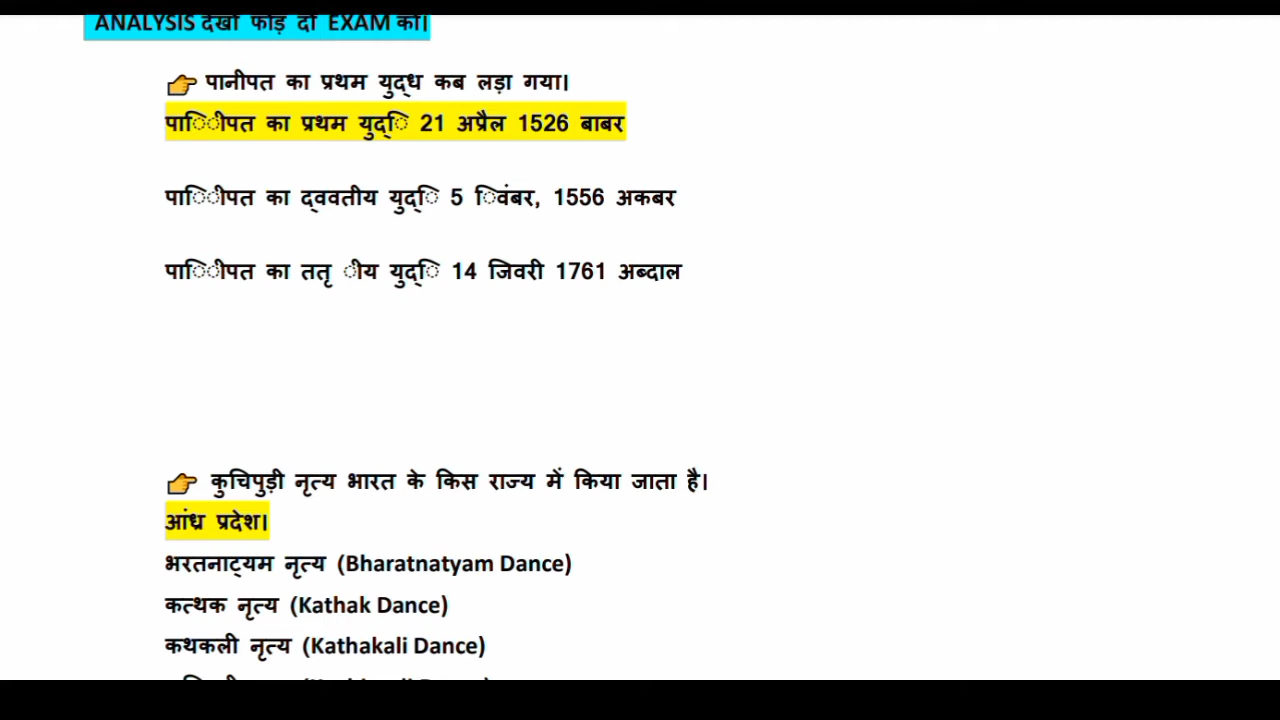 ANALYSIS देखो फोड़ दो EXAM को।
👉 पानीपत का प्रथम युद्ध कब लड़ा गया।
पािीपत का प्रथम युद्ि 21 अप्रैल 1526 बाबर
पािीपत का द्ववतीय युद्ि 5 िवंबर, 1556 अकबर
पािीपत का ततृ ीय युद्ि 14 जिवरी 1761 अब्दाल
👉 कुचिपुड़ी नृत्य भारत के किस राज्य में किया जाता है।
आंध्र प्रदेश।
भरतनाट्यम नृत्य (Bharatnatyam Dance)
कत्थक नृत्य (Kathak Dance)
कथकली नृत्य (Kathakali Dance)